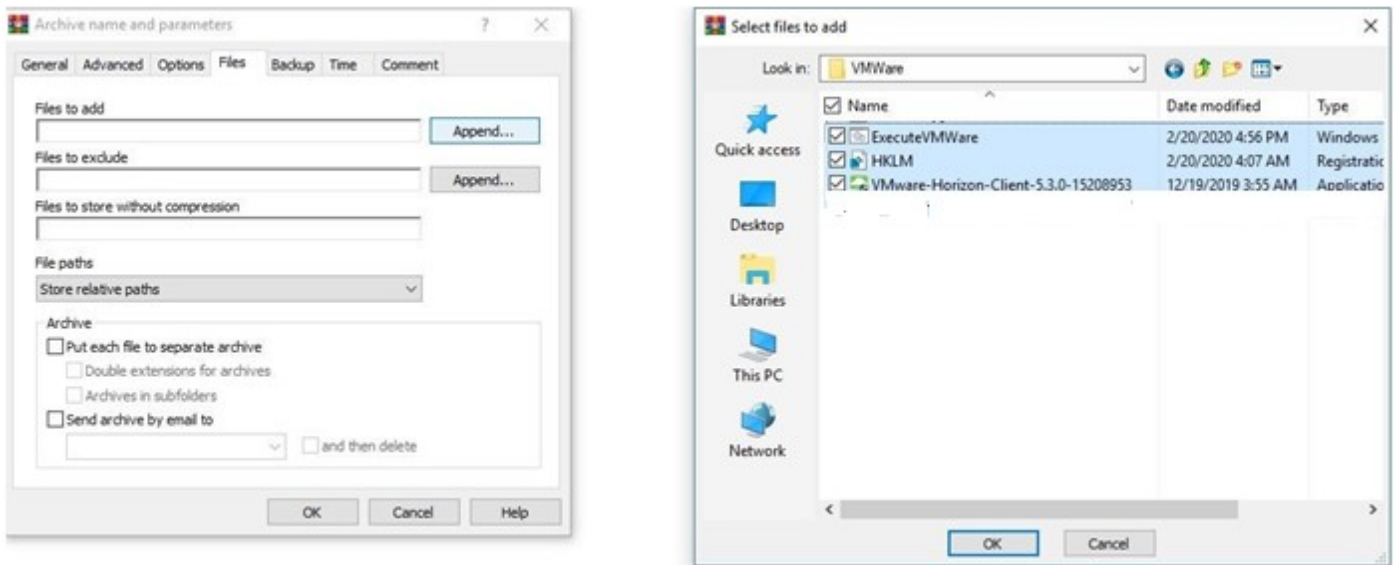 Archive name and parameters
General Advanced Options Files Backup Time Comment
Files to add
Append...
Files to exclude
Append...
Files to store without compression
File paths
Store relative paths
Archive
Put each file to separate archive
Double extensions for archives
Archives in subfolders
Send archive by email to
and then delete
OK Cancel Help
Select files to add
Look in: VMWare
Name Date modified Type
ExecuteVMWare 2/20/2020 4:56 PM Windows
HKLM 2/20/2020 4:07 AM Registratic
VMware-Horizon-Client-5.3.0-15208953 12/19/2019 3:55 AM Applicatio
Quick access
Desktop
Libraries
This PC
Network
OK Cancel